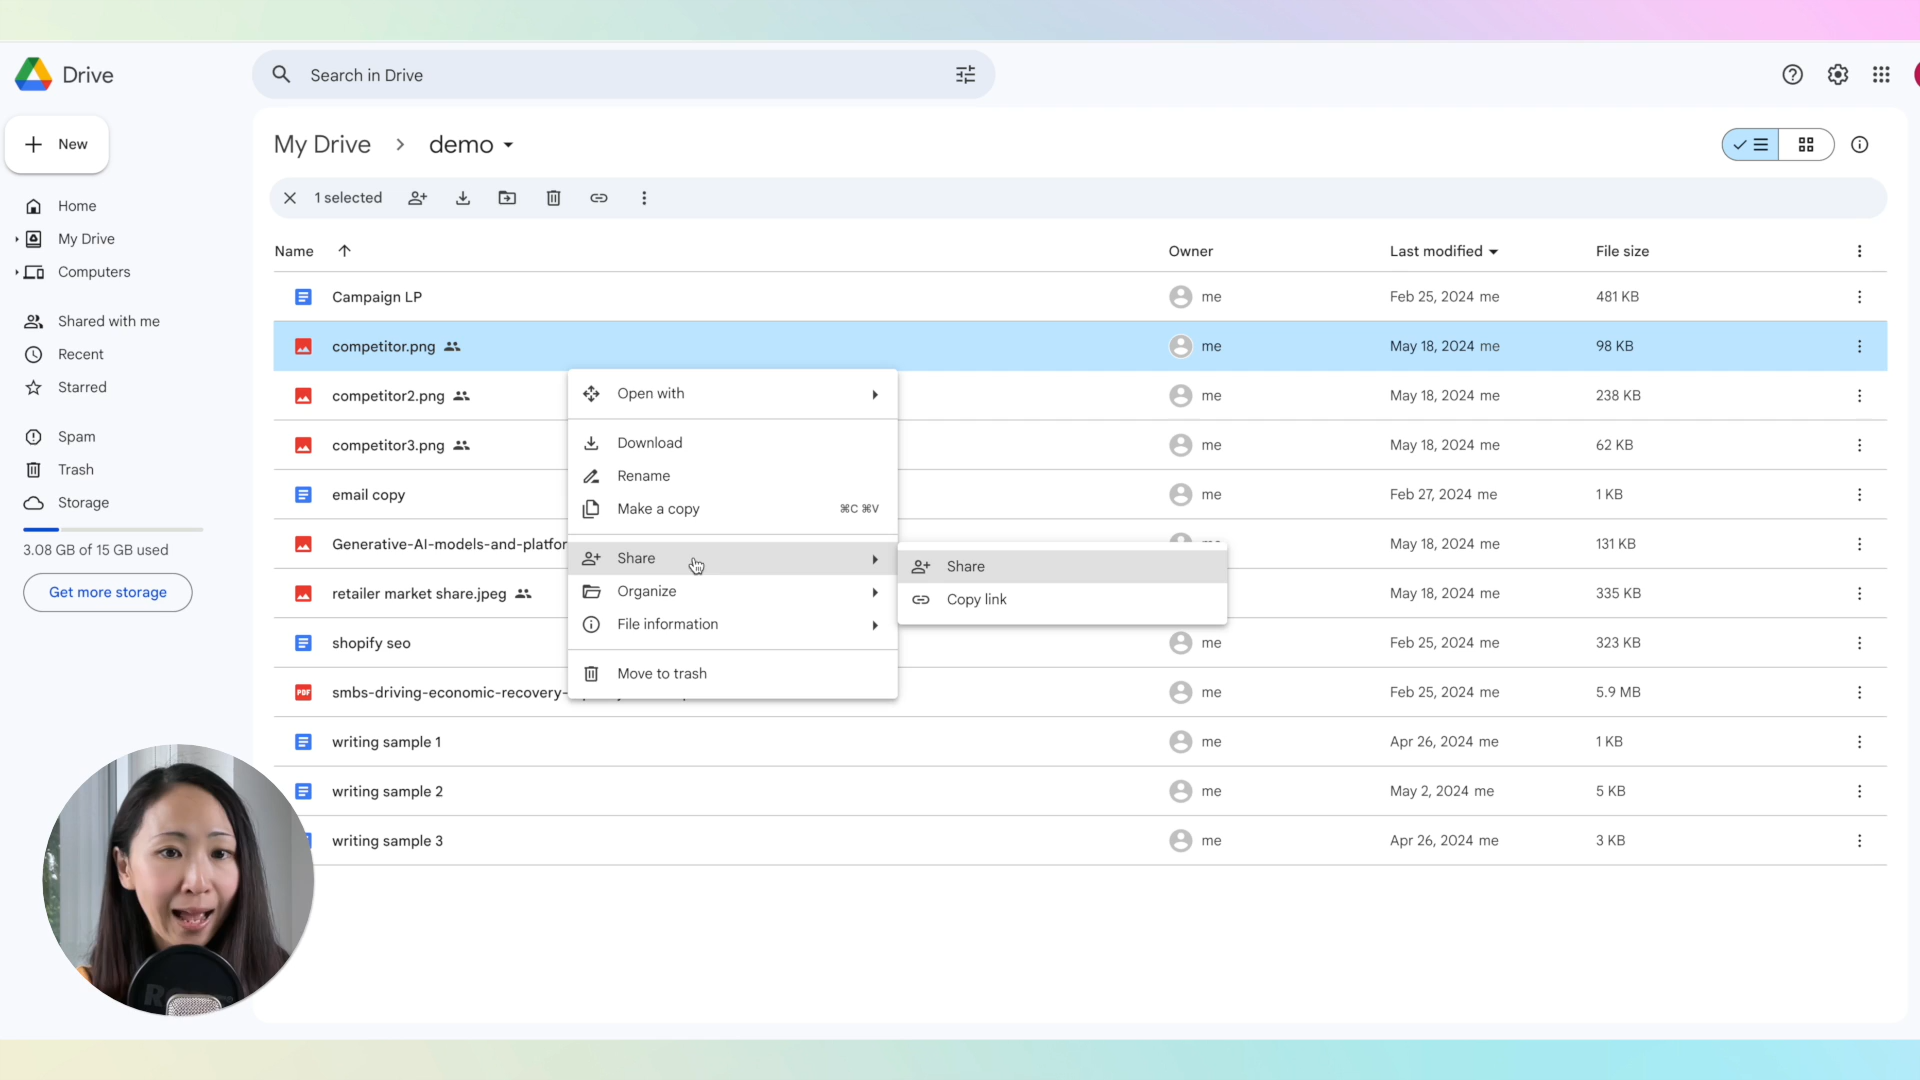 Drive
Search in Drive
New
My Drive
demo
1 selected
Home
My Drive
Computers
Shared with me
Recent
Starred
Spam
Trash
Storage
3.08 GB of 15 GB used
Get more storage
Name Owner Last modified File size
Campaign LP me Feb 25, 2024 me 481 KB
competitor.png me May 18, 2024 me 98 KB
competitor2.png me May 18, 2024 me 238 KB
competitor3.png me May 18, 2024 me 62 KB
email copy me Feb 27, 2024 me 1 KB
Generative-AI-models-and-platfor May 18, 2024 me 131 KB
retailer market share.jpeg May 18, 2024 me 335 KB
shopify seo me Feb 25, 2024 me 323 KB
smbs-driving-economic-recovery- me Feb 25, 2024 me 5.9 MB
writing sample 1 me Apr 26, 2024 me 1 KB
writing sample 2 me May 2, 2024 me 5 KB
writing sample 3 me Apr 26, 2024 me 3 KB
Open with
Download
Rename
Make a copy ⌘C ⌘V
Share
Organize
File information
Move to trash
Share
Copy link
PDF